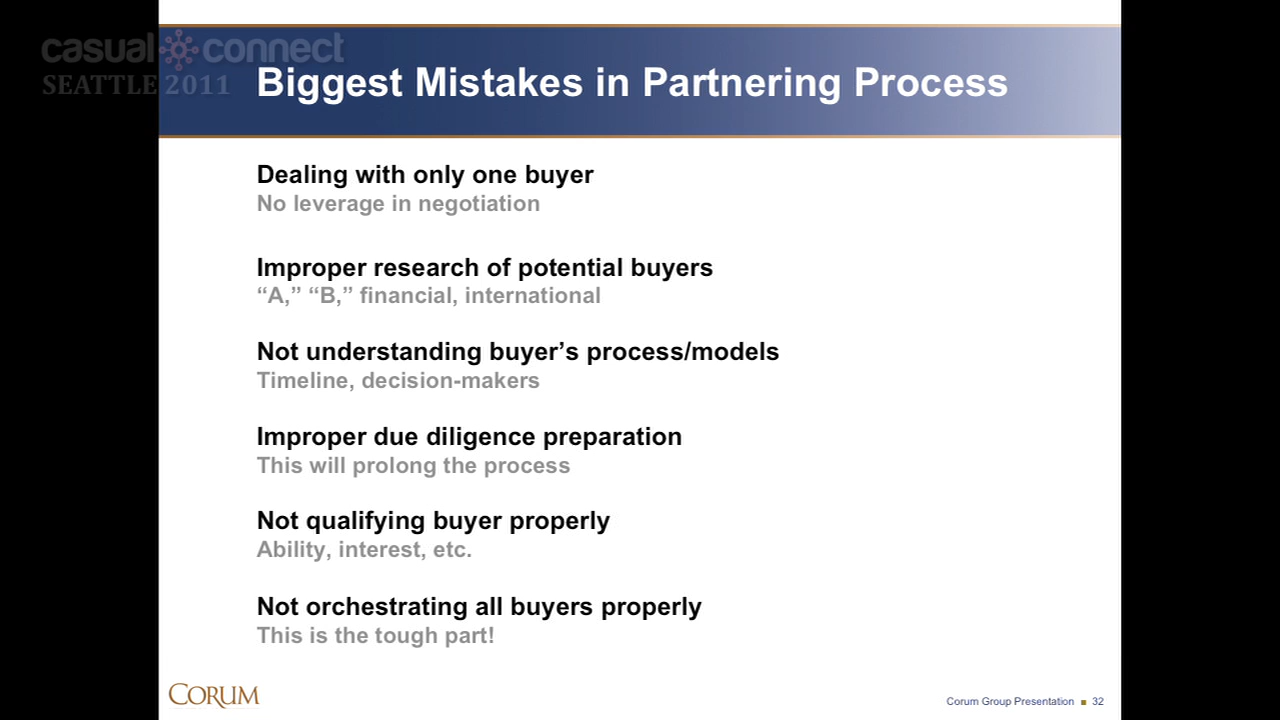 casual connect
SEATTLE 2011
Biggest Mistakes in Partnering Process
Dealing with only one buyer
No leverage in negotiation
Improper research of potential buyers
“A,” “B,” financial, international
Not understanding buyer’s process/models
Timeline, decision-makers
Improper due diligence preparation
This will prolong the process
Not qualifying buyer properly
Ability, interest, etc.
Not orchestrating all buyers properly
This is the tough part!
CORUM
Corum Group Presentation ■ 32